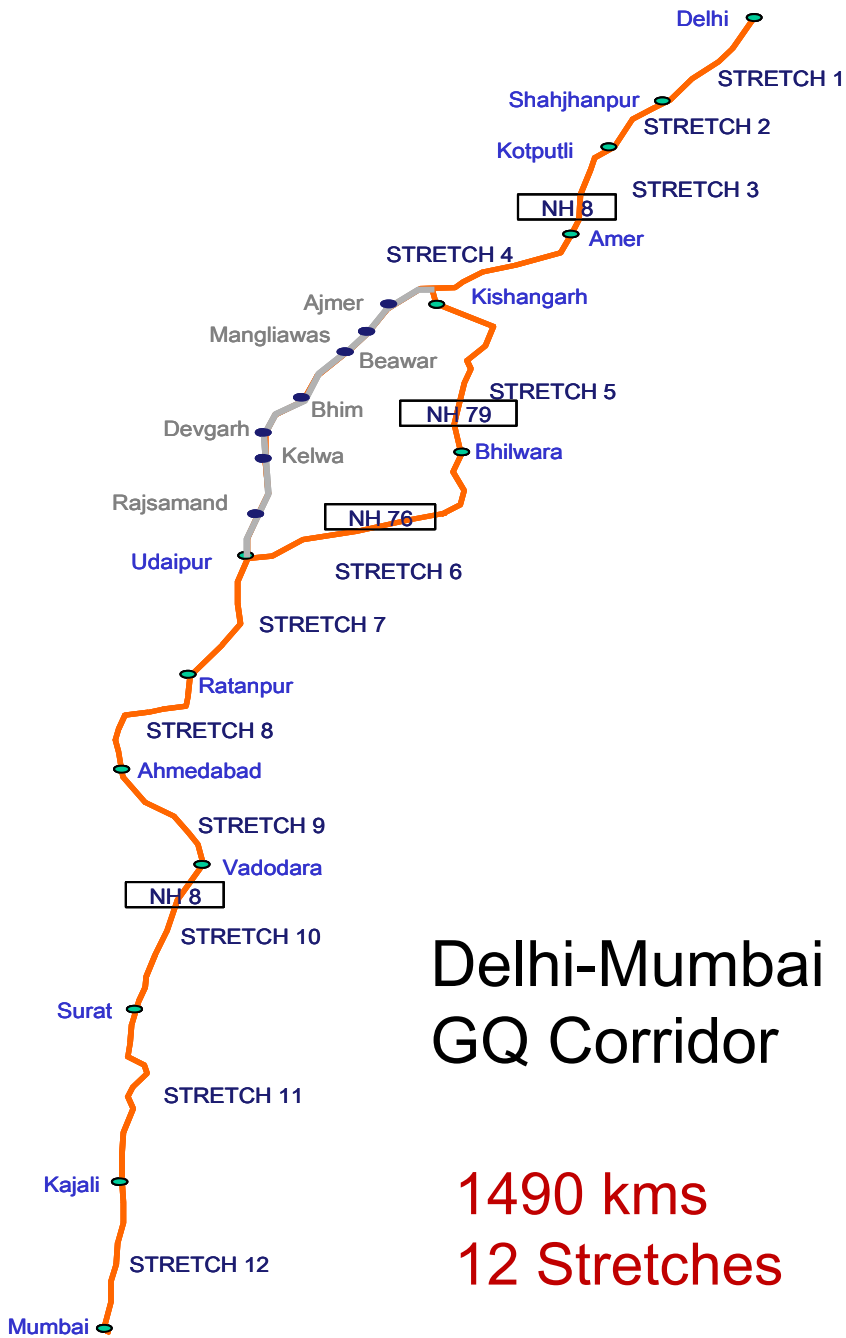 Delhi
STRETCH 1
Shahjhanpur
STRETCH 2
Kotputli
STRETCH 3
NH 8
Amer
STRETCH 4
Kishangarh
Ajmer
Mangliawas
Beawar
STRETCH 5
Bhim
NH 79
Devgarh
Kelwa
Bhilwara
Rajsamand
NH 76
Udaipur
STRETCH 6
STRETCH 7
Ratanpur
STRETCH 8
Ahmedabad
STRETCH 9
Vadodara
NH 8
STRETCH 10
Delhi-Mumbai
GQ Corridor
Surat
STRETCH 11
Kajali
1490 kms
12 Stretches
STRETCH 12
Mumbai